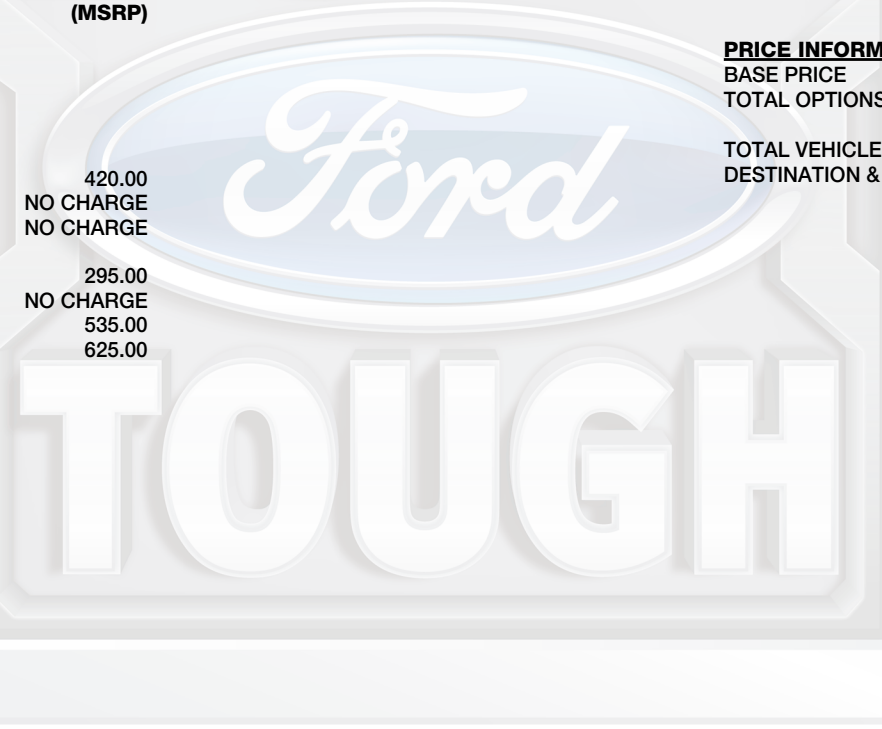 (MSRP)
420.00
NO CHARGE
NO CHARGE
295.00
NO CHARGE
535.00
625.00
PRICE INFORM
BASE PRICE
TOTAL OPTIONS
TOTAL VEHICLE
DESTINATION &
Ford
TOUGH